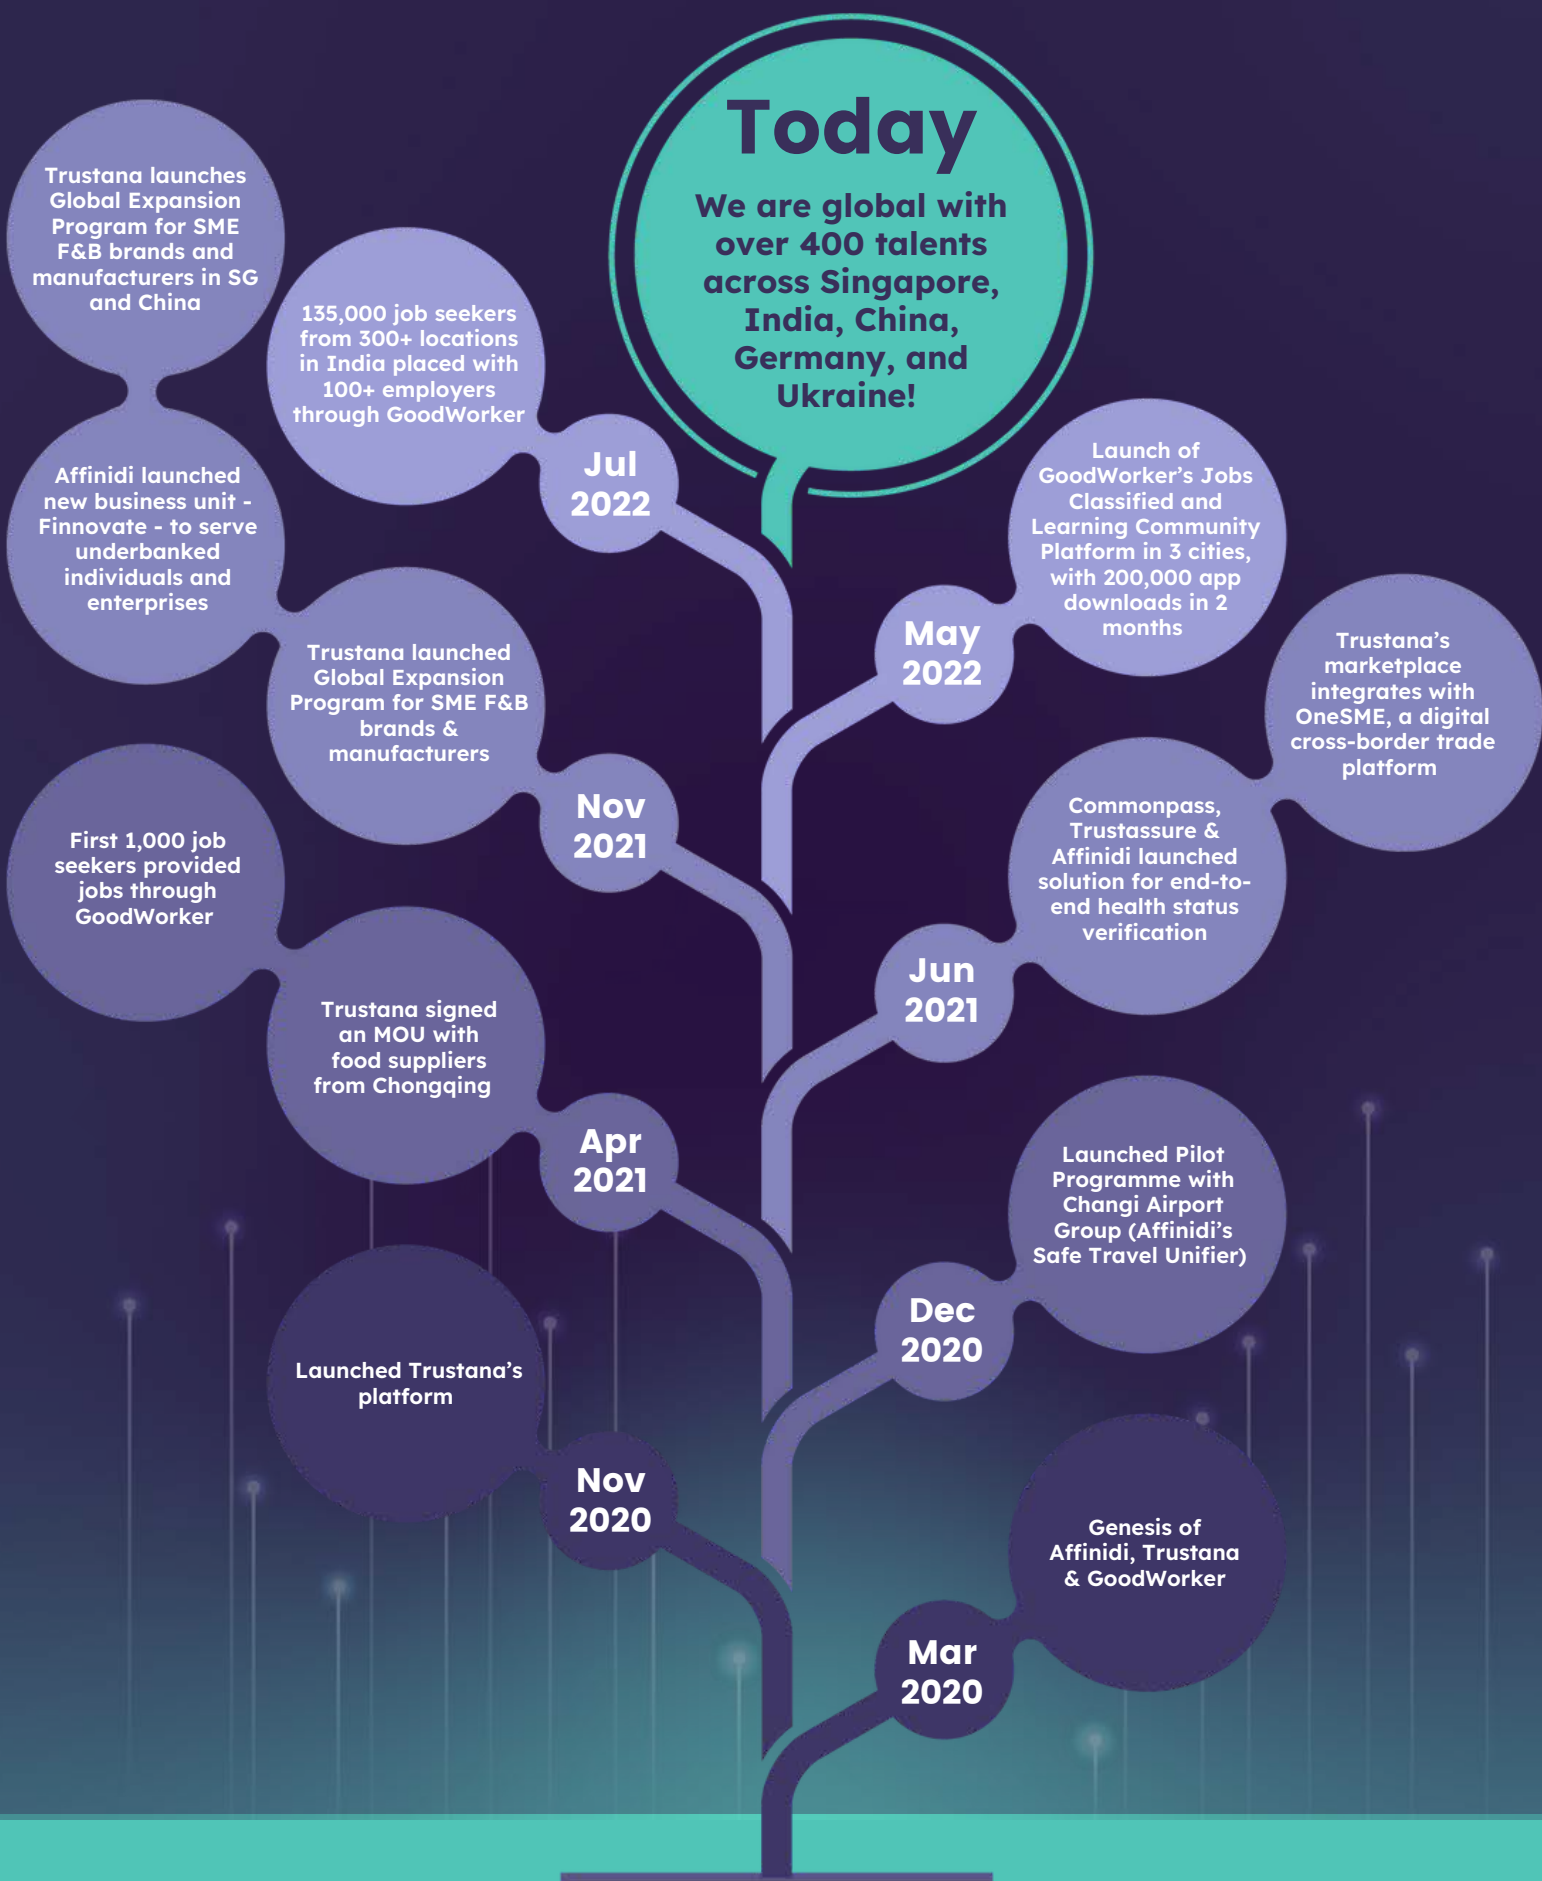 Today
We are global with
over 400 talents
across Singapore,
India, China,
Germany, and
Ukraine!
Trustana launches
Global Expansion
Program for SME
F&B brands and
manufacturers in SG
and China
135,000 job seekers
from 300+ locations
in India placed with
100+ employers
through GoodWorker
Jul
2022
Launch of
GoodWorker's Jobs
Classified and
Learning Community
Platform in 3 cities,
with 200,000 app
downloads in 2
months
May
2022
Affinidi launched
new business unit -
Finnovate - to serve
underbanked
individuals and
enterprises
Trustana launched
Global Expansion
Program for SME F&B
brands &
manufacturers
Nov
2021
Trustana's
marketplace
integrates with
OneSME, a digital
cross-border trade
platform
Commonpass,
Trustassure &
Affinidi launched
solution for end-to-
end health status
verification
Jun
2021
First 1,000 job
seekers provided
jobs through
GoodWorker
Trustana signed
an MOU with
food suppliers
from Chongqing
Apr
2021
Launched Pilot
Programme with
Changi Airport
Group (Affinidi's
Safe Travel Unifier)
Dec
2020
Launched Trustana's
platform
Nov
2020
Genesis of
Affinidi, Trustana
& GoodWorker
Mar
2020